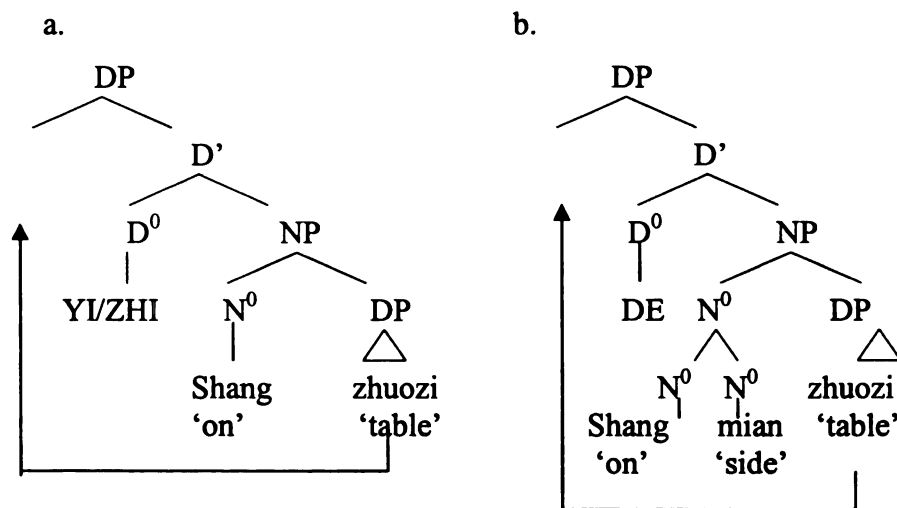 a. b.
DP DP
D’ D’
D⁰ NP D⁰ NP
YI/ZHI N⁰ DP DE N⁰ DP
Shang zhuozi N⁰ N⁰ zhuozi
‘on’ ‘table’ Shang mian ‘table’
‘on’ ‘side’